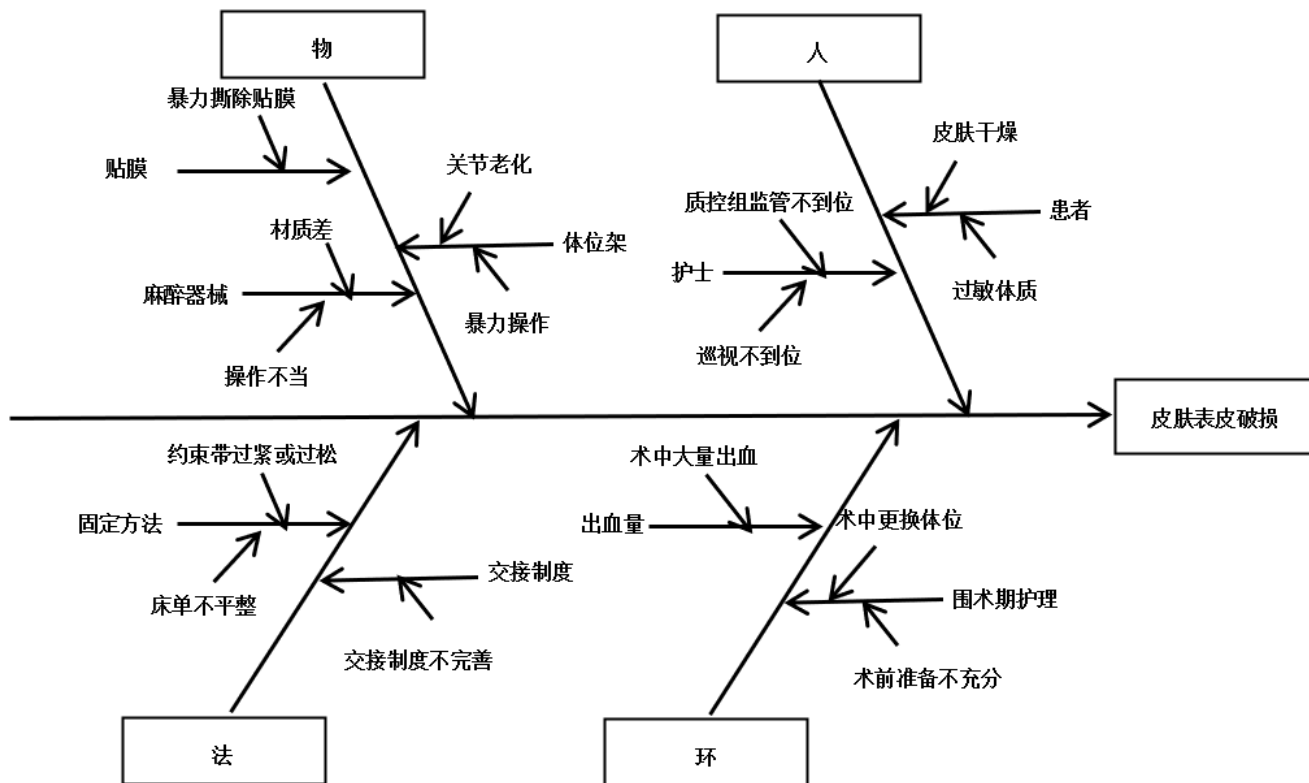 物
人
暴力撕除贴膜
皮肤干燥
贴膜
关节老化
质控组监管不到位
患者
材质差
体位架
护士
过敏体质
麻醉器械
暴力操作
巡视不到位
操作不当
皮肤表皮破损
约束带过紧或过松
术中大量出血
固定方法
出血量
术中更换体位
床单不平整
交接制度
围术期护理
交接制度不完善
术前准备不充分
法
环